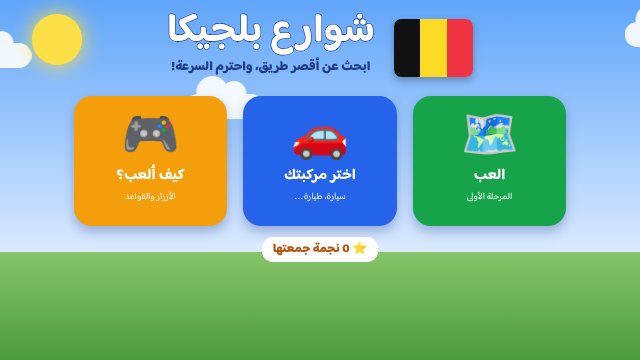 شوارع بلجيكا
ابحث عن أقصر طريق، واحترم السرعة!
العب
المرحلة الأولى
اختر مركبتك
سيارة، طيارة...
كيف ألعب؟
الأزرار والقواعد
⭐ 0 نجمة جمعتها